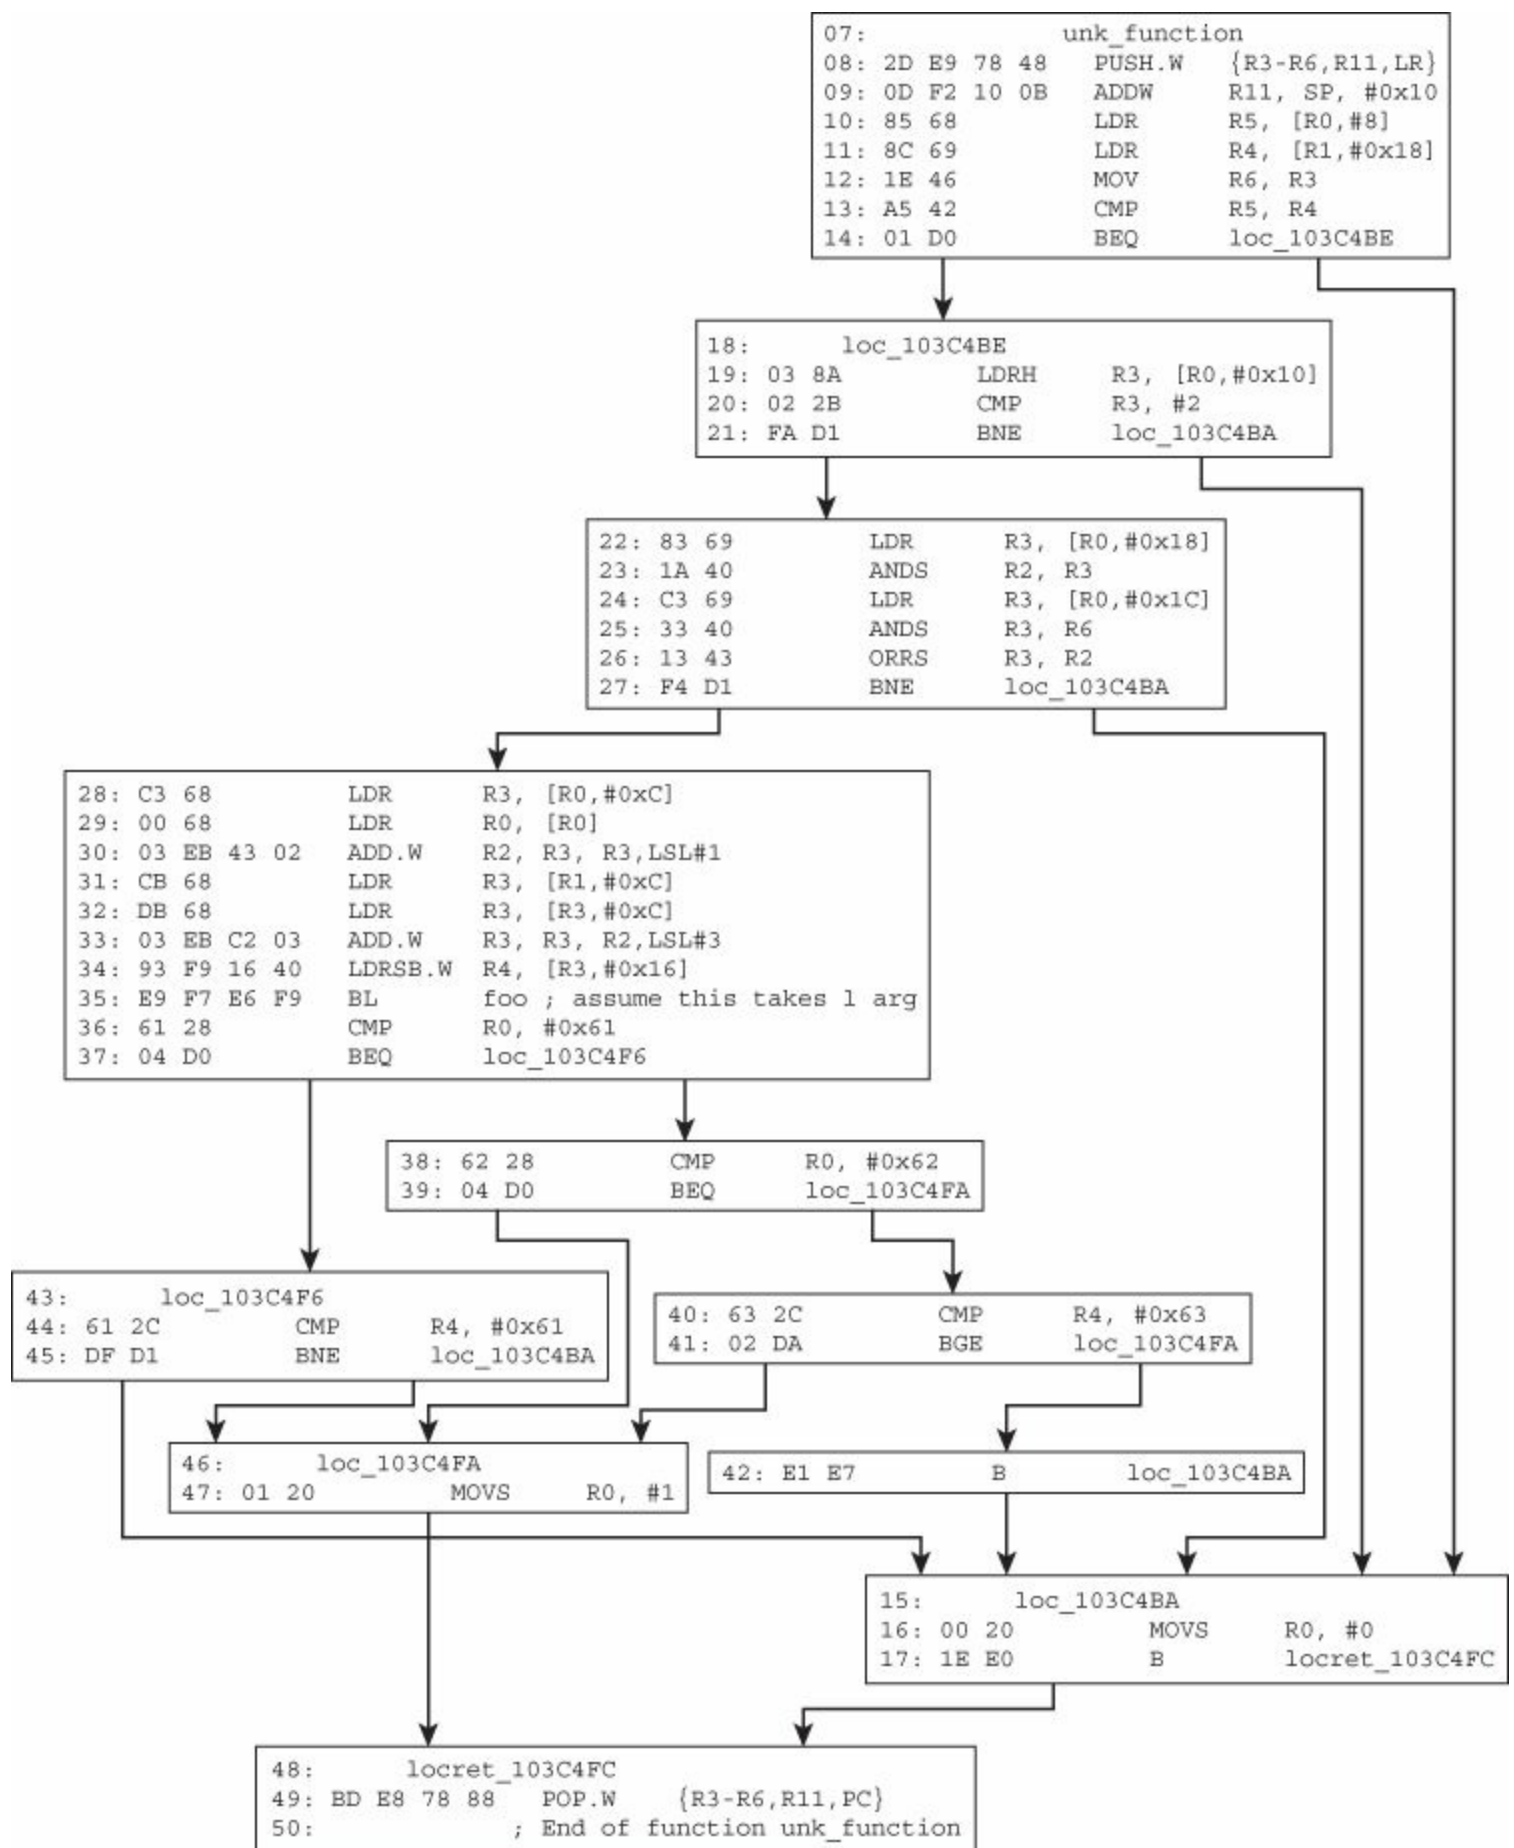 07: unk_function
08: 2D E9 78 48 PUSH.W {R3-R6,R11,LR}
09: 0D F2 10 0B ADDW R11, SP, #0x10
10: 85 68 LDR R5, [R0,#8]
11: 8C 69 LDR R4, [R1,#0x18]
12: 1E 46 MOV R6, R3
13: A5 42 CMP R5, R4
14: 01 D0 BEQ loc_103C4BE
18: loc_103C4BE
19: 03 8A LDRH R3, [R0,#0x10]
20: 02 2B CMP R3, #2
21: FA D1 BNE loc_103C4BA
22: 83 69 LDR R3, [R0,#0x18]
23: 1A 40 ANDS R2, R3
24: C3 69 LDR R3, [R0,#0x1C]
25: 33 40 ANDS R3, R6
26: 13 43 ORRS R3, R2
27: F4 D1 BNE loc_103C4BA
28: C3 68 LDR R3, [R0,#0xC]
29: 00 68 LDR R0, [R0]
30: 03 EB 43 02 ADD.W R2, R3, R3,LSL#1
31: CB 68 LDR R3, [R1,#0xC]
32: DB 68 LDR R3, [R3,#0xC]
33: 03 EB C2 03 ADD.W R3, R3, R2,LSL#3
34: 93 F9 16 40 LDRSB.W R4, [R3,#0x16]
35: E9 F7 E6 F9 BL foo ; assume this takes 1 arg
36: 61 28 CMP R0, #0x61
37: 04 D0 BEQ loc_103C4F6
38: 62 28 CMP R0, #0x62
39: 04 D0 BEQ loc_103C4FA
43: loc_103C4F6
44: 61 2C CMP R4, #0x61
45: DF D1 BNE loc_103C4BA
40: 63 2C CMP R4, #0x63
41: 02 DA BGE loc_103C4FA
46: loc_103C4FA
47: 01 20 MOVS R0, #1
42: E1 E7 B loc_103C4BA
15: loc_103C4BA
16: 00 20 MOVS R0, #0
17: 1E E0 B locret_103C4FC
48: locret_103C4FC
49: BD E8 78 88 POP.W {R3-R6,R11,PC}
50: ; End of function unk_function